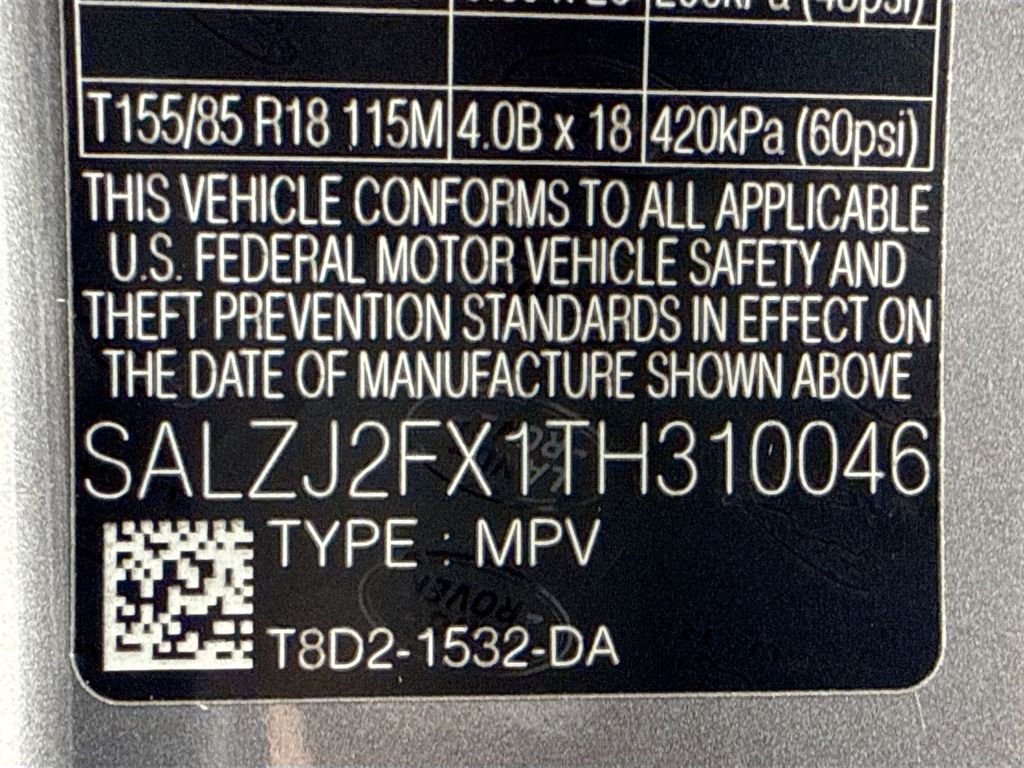 T155/85 R18 115M 4.0B x 18 420kPa (60psi)
THIS VEHICLE CONFORMS TO ALL APPLICABLE
U.S. FEDERAL MOTOR VEHICLE SAFETY AND
THEFT PREVENTION STANDARDS IN EFFECT ON
THE DATE OF MANUFACTURE SHOWN ABOVE
SALZJ2FX1TH310046
TYPE : MPV
T8D2-1532-DA